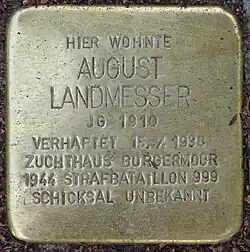 HIER WOHNTE
AUGUST
LANDMESSER
JG. 1910
VERHAFTET 1938
ZUCHTHAUS BÖRGERMOOR
1944 STRAFBATAILLON 999
SCHICKSAL UNBEKANNT